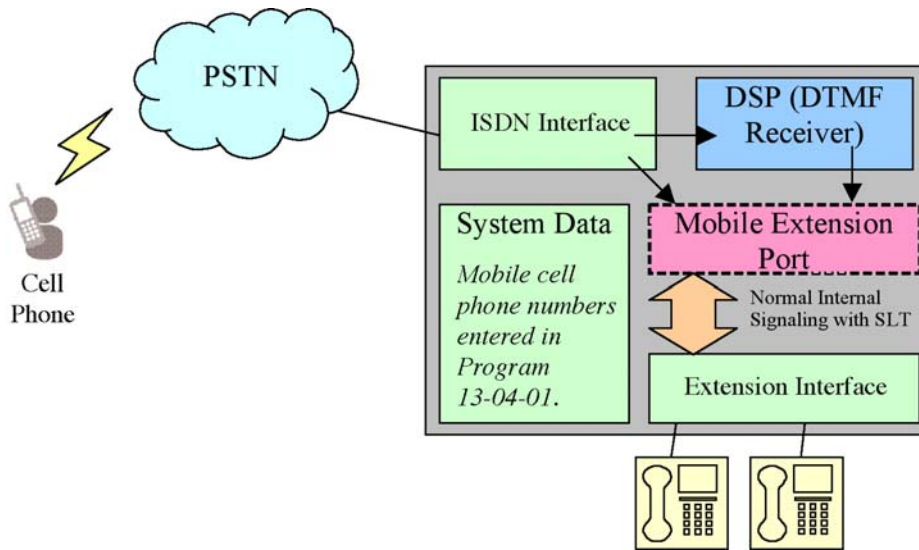 PSTN
ISDN Interface
DSP (DTMF
Receiver)
System Data
Mobile cell
phone numbers
entered in
Program
13-04-01.
Mobile Extension
Port
Normal Internal
Signaling with SLT
Extension Interface
Cell
Phone